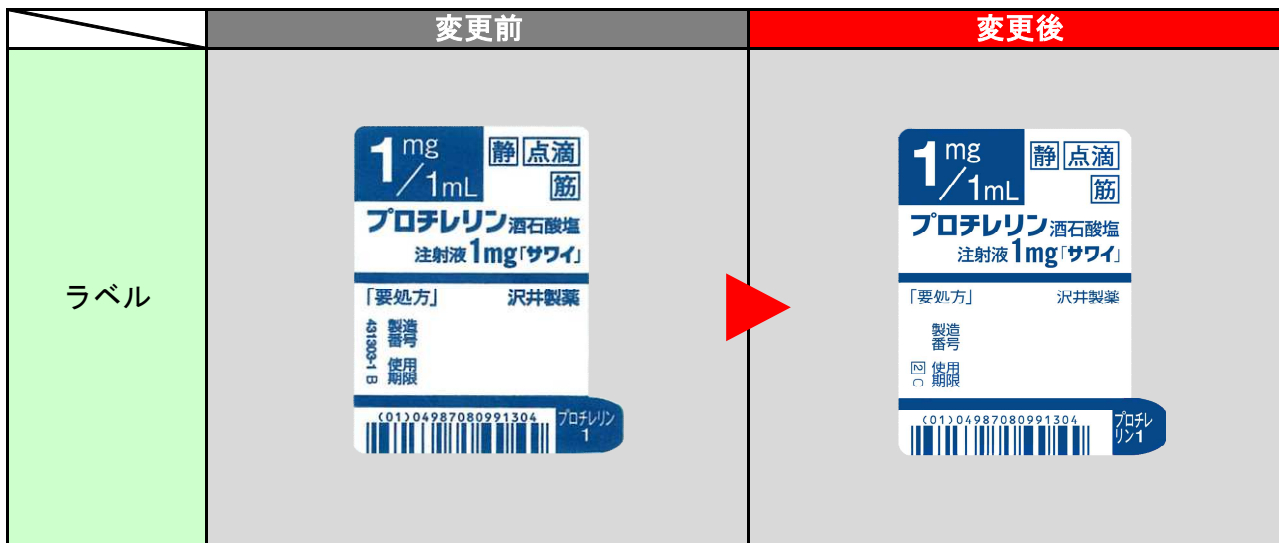 変更前
変更後
ラベル
1mg/1mL
静 点滴
筋
プロチレリン酒石酸塩
注射液1mg「サワイ」
「要処方」 沢井製薬
431303-1 B
製造
番号
使用
期限
(01)04987080991304
プロチレリン
1
1mg/1mL
静 点滴
筋
プロチレリン酒石酸塩
注射液1mg「サワイ」
「要処方」 沢井製薬
製造
番号
2 C
使用
期限
(01)04987080991304
プロチレ
リン1